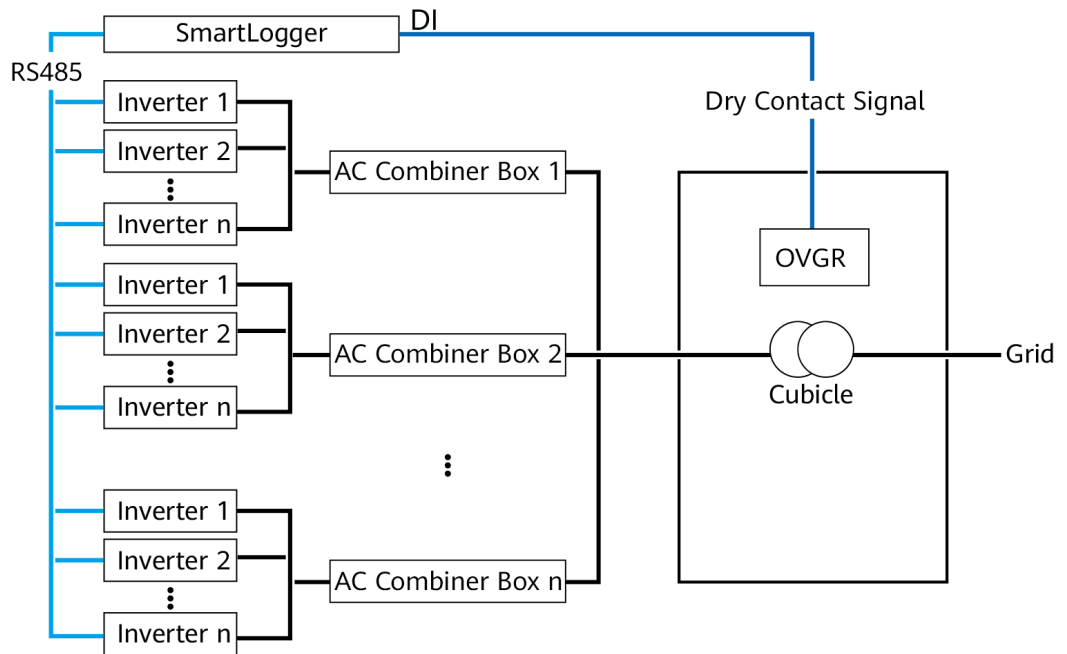 SmartLogger
DI
RS485
Inverter 1
Dry Contact Signal
Inverter 2
AC Combiner Box 1
Inverter n
OVGR
Inverter 1
Inverter 2
AC Combiner Box 2
Grid
Cubicle
Inverter n
Inverter 1
Inverter 2
AC Combiner Box n
Inverter n